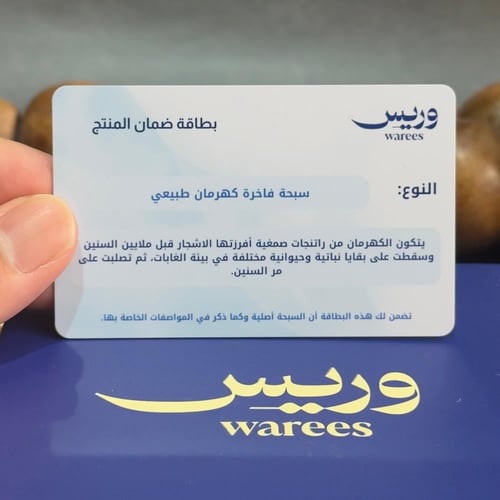 وريس
warees
بطاقة ضمان المنتج
النوع:
سبحة فاخرة كهرمان طبيعي
يتكون الكهرمان من راتنجات صمغية أفرزتها الاشجار قبل ملايين السنين
وسقطت على بقايا نباتية وحيوانية مختلفة في بيئة الغابات، ثم تصلبت على
مر السنين.
تضمن لك هذه البطاقة أن السبحة أصلية وكما ذكر في المواصفات الخاصة بها.
وريس
warees